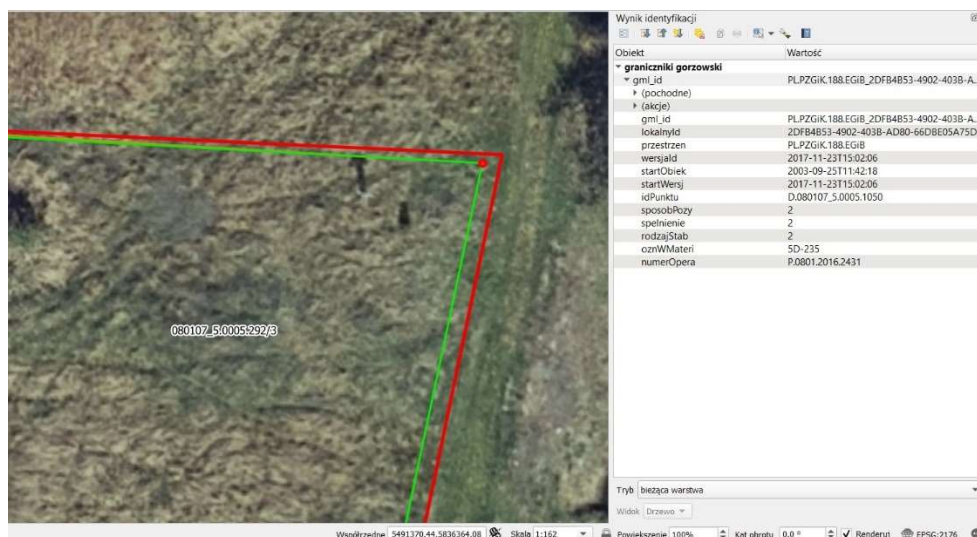 Wynik identyfikacji
Obiekt Wartość
graniczniki gorzowski
gml_id PL.PZGiK.188.EGiB_2DFB4B53-4902-403B-A...
(pochodne)
(akcje)
gml_id PL.PZGiK.188.EGiB_2DFB4B53-4902-403B-A...
lokalnyId 2DFB4B53-4902-403B-AD80-66DBE05A75D
przestrzen PL.PZGiK.188.EGiB
wersjaId 2017-11-23T15:02:06
startObiek 2003-09-25T11:42:18
startWersj 2017-11-23T15:02:06
idPunktu D.080107_5.0005.1050
sposobPozy 2
spelnienie 2
rodzajStab 2
oznWMateri 5D-235
numerOpera P.0801.2016.2431
080107_5.0005.292/3
Tryb bieżąca warstwa
Widok Drzewo
Współrzędne 5491370.44,5836364.08 Skala 1:162 Powiększenie 100% Kąt obrotu 0,0 ° Renderuj EPSG:2176